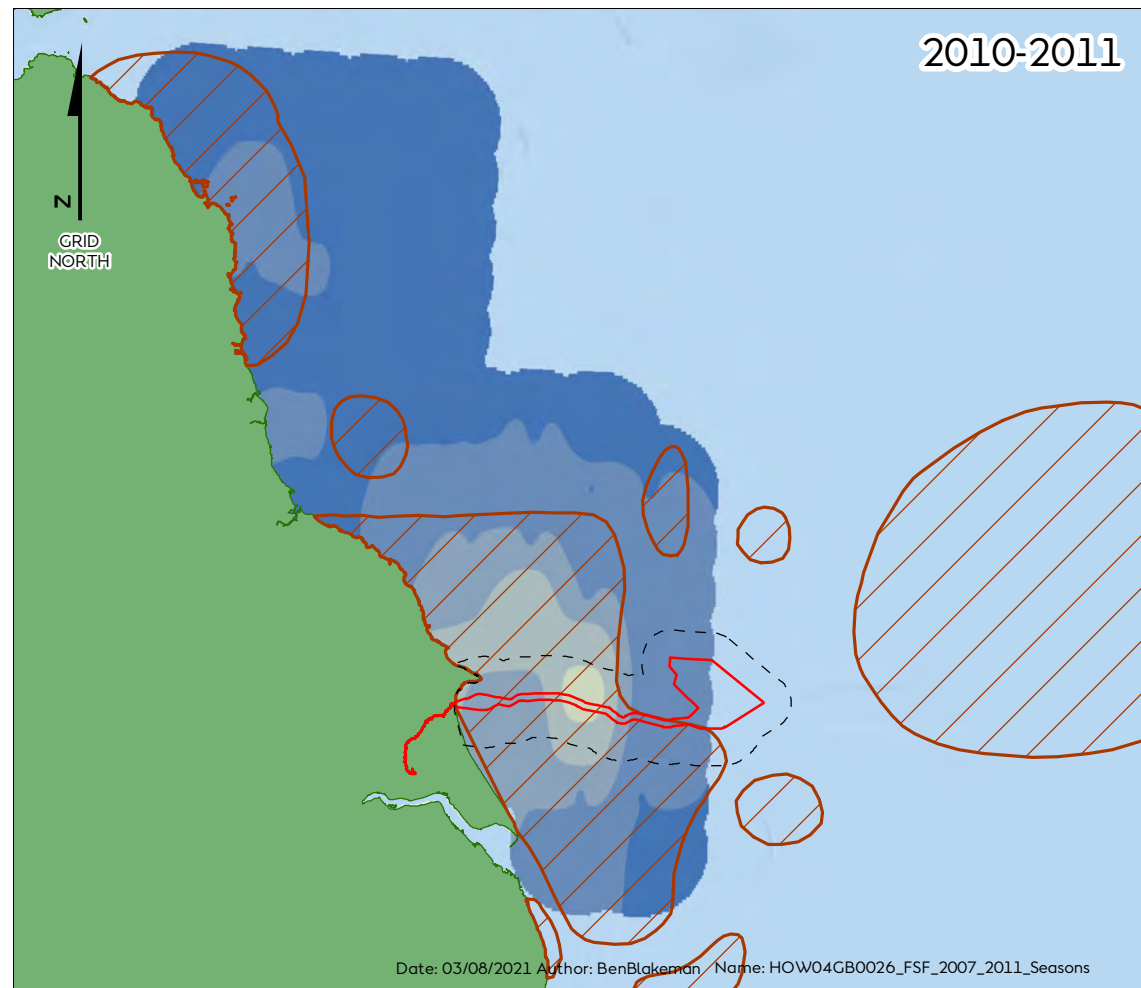 2010-2011
N
GRID
NORTH
Date: 03/08/2021 Author: BenBlakeman Name: HOW04GB0026_FSF_2007_2011_Seasons